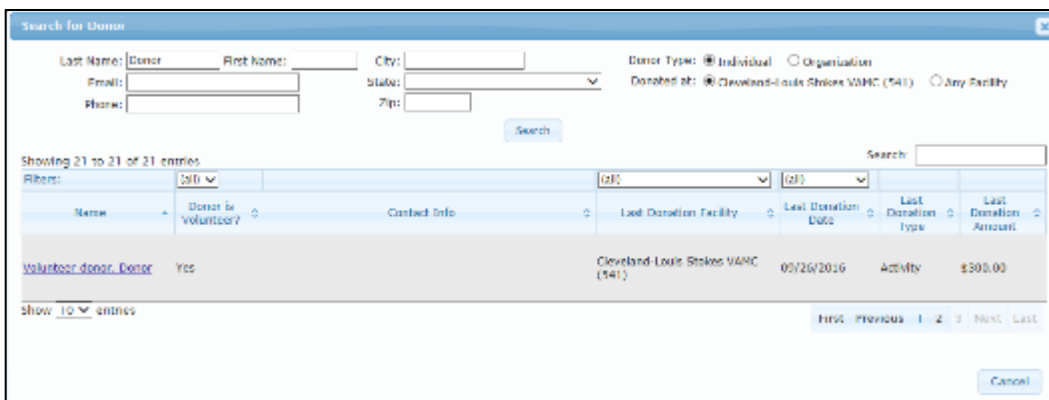 Search for Donor
Last Name: Donor First Name: City: Donor Type: Individual Organization
Email: State: Donated at: Cleveland-Louis Stokes VAMC (541) Any Facility
Phone: Zip:
Search
Showing 21 to 21 of 21 entries Search:
Filters: (all) (all) (all)
Name Donor is Volunteer? Contact Info Last Donation Facility Last Donation Date Last Donation Type Last Donation Amount
Volunteer donor, Donor Yes Cleveland-Louis Stokes VAMC (541) 09/26/2016 Activity $300.00
Show 10 entries First Previous 1 2 3 Next Last
Cancel